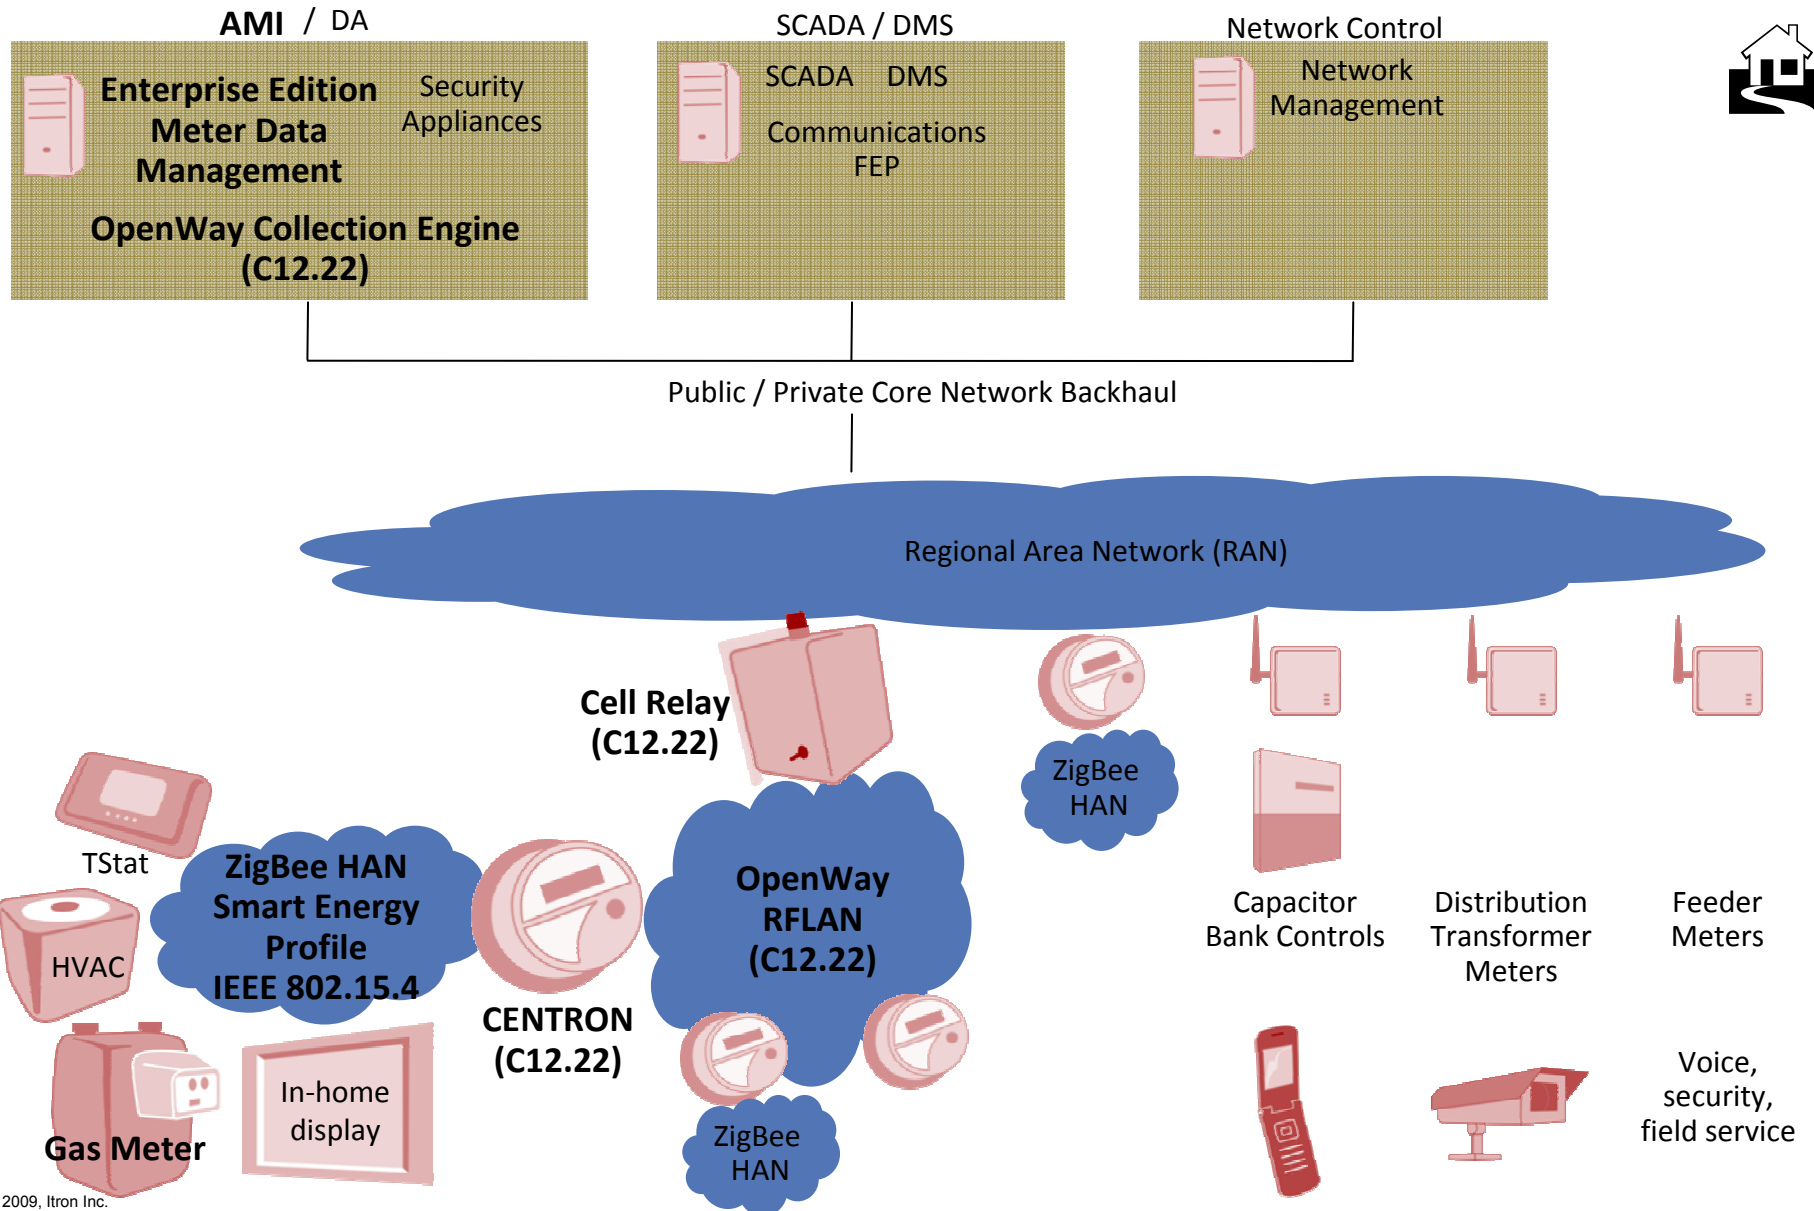 AMI / DA
SCADA / DMS
Network Control
Enterprise Edition
Meter Data
Management
Security
Appliances
OpenWay Collection Engine
(C12.22)
SCADA DMS
Communications
FEP
Network
Management
Public / Private Core Network Backhaul
Regional Area Network (RAN)
Cell Relay
(C12.22)
ZigBee
HAN
TStat
HVAC
ZigBee HAN
Smart Energy
Profile
IEEE 802.15.4
CENTRON
(C12.22)
OpenWay
RFLAN
(C12.22)
Capacitor
Bank Controls
Distribution
Transformer
Meters
Feeder
Meters
Gas Meter
In-home
display
ZigBee
HAN
Voice,
security,
field service
2009, Itron Inc.